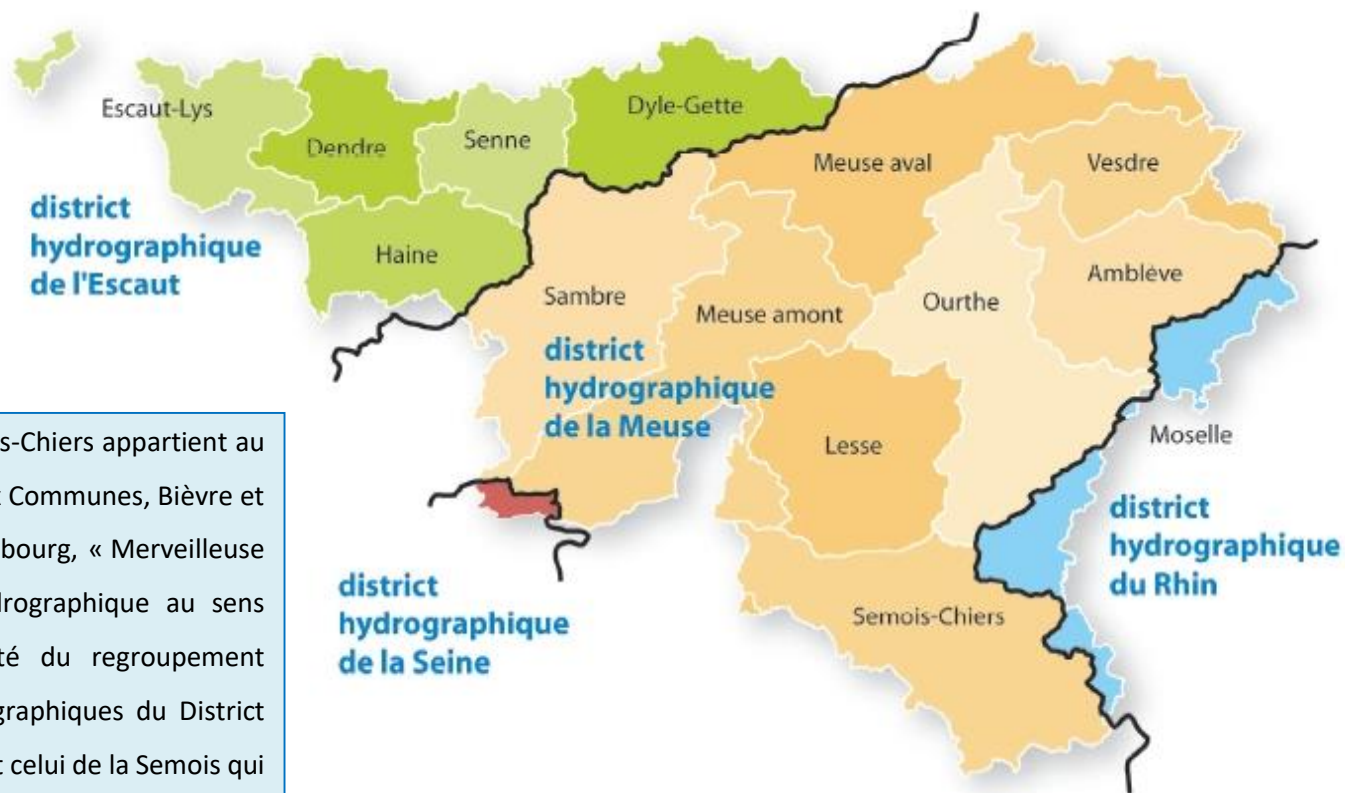 Escaut-Lys
Dendre
Senne
Dyle-Gette
Haine
district
hydrographique
de l'Escaut
Meuse aval
Vesdre
Amblève
Sambre
Meuse amont
Ourthe
district
hydrographique
de la Meuse
Lesse
Moselle
district
hydrographique
du Rhin
Semois-Chiers
district
hydrographique
de la Seine
s-Chiers appartient au
Communes, Bièvre et
bourg, « Merveilleuse
drographique au sens
té du regroupement
graphiques du District
celui de la Semois qui